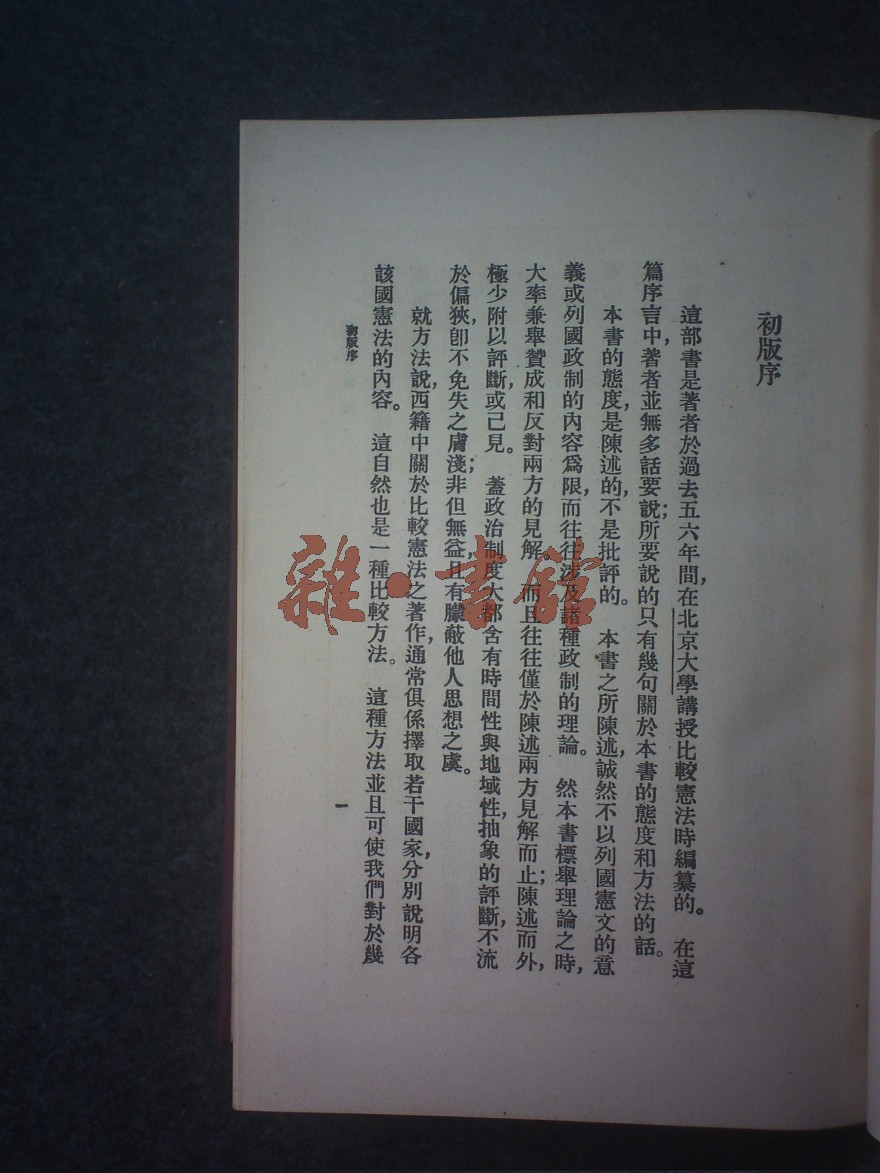 初版序
這部書是著者於過去五六年間，在北京大學講授比較憲法時編纂的。在這
篇序言中，著者並無多話要說；所要說的只有幾句關於本書的態度和方法的話。
本書的態度，是陳述的，不是批評的。本書之所陳述，誠然不以列國憲文的意
義或列國政制的內容爲限，而往往涉及諸種政制的理論。然本書標舉理論之時，
大率兼舉贊成和反對兩方的見解。而且往往僅於陳述兩方見解而止；陳述而外，
極少附以評斷，或己見。蓋政治制度大都含有時間性與地域性，抽象的評斷，不流
於偏狹，卽不免失之膚淺；非但無益，且有朦蔽他人思想之虞。
就方法說，西籍中關於比較憲法之著作，通常俱係擇取若干國家，分別說明各
該國憲法的內容。這自然也是一種比較方法。這種方法並且可使我們對於幾
初版序
一
雜·書館